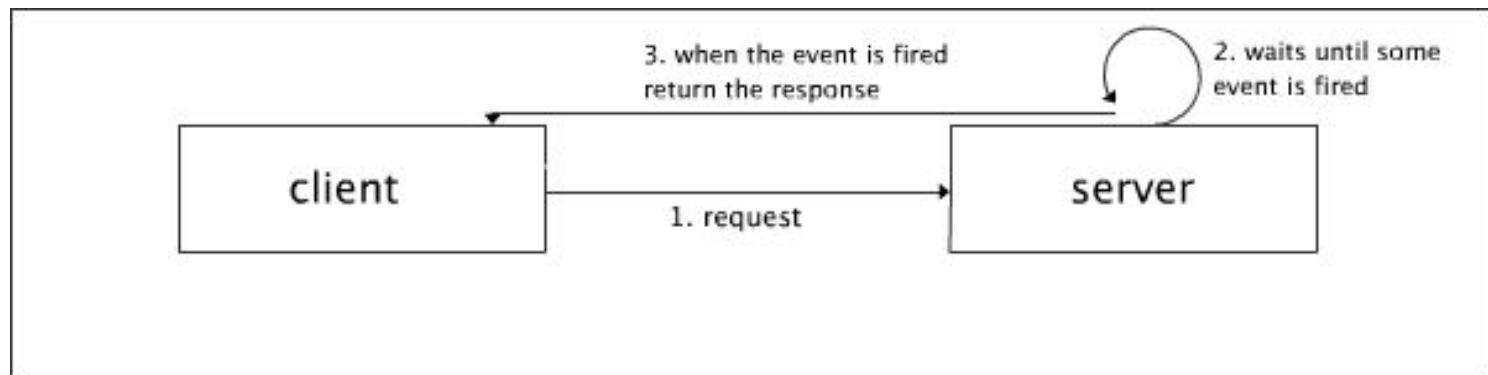 3. when the event is fired
return the response
2. waits until some
event is fired
client
1. request
server